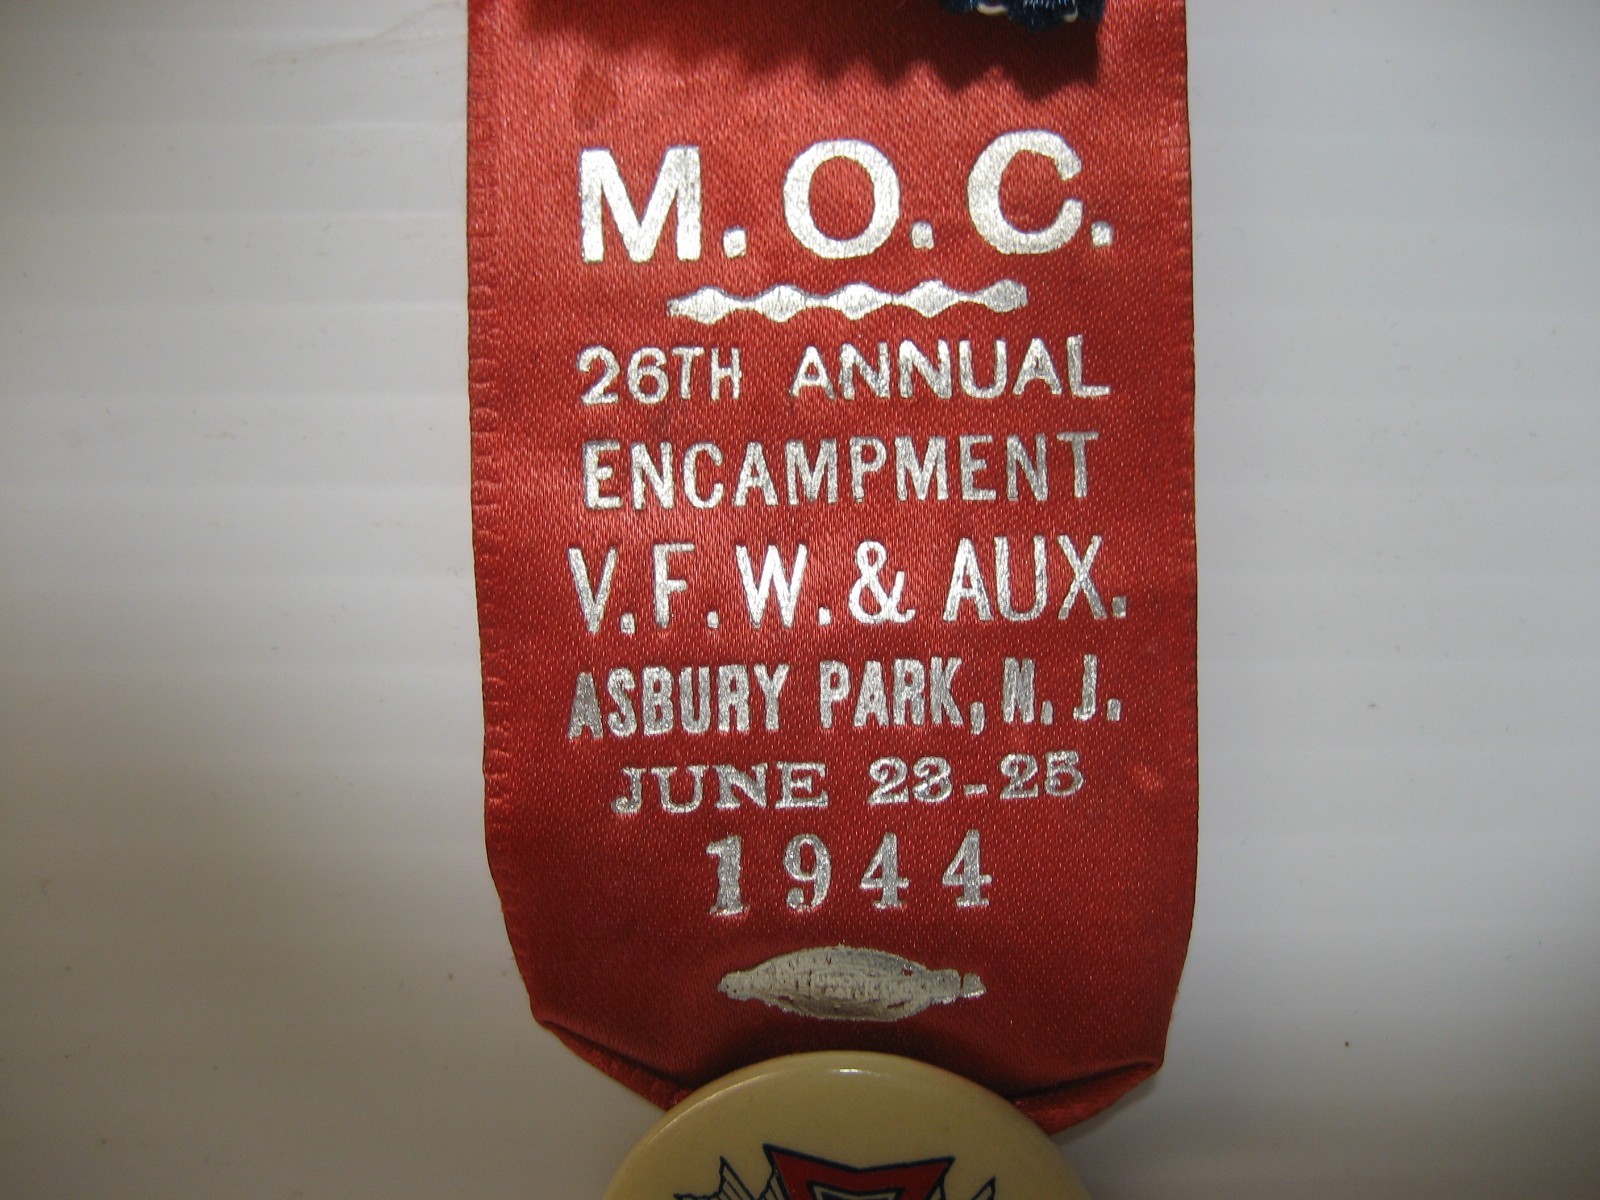 M.O.C.
26TH ANNUAL
ENCAMPMENT
V.F.W. & AUX.
ASBURY PARK, N. J.
JUNE 23-25
1944